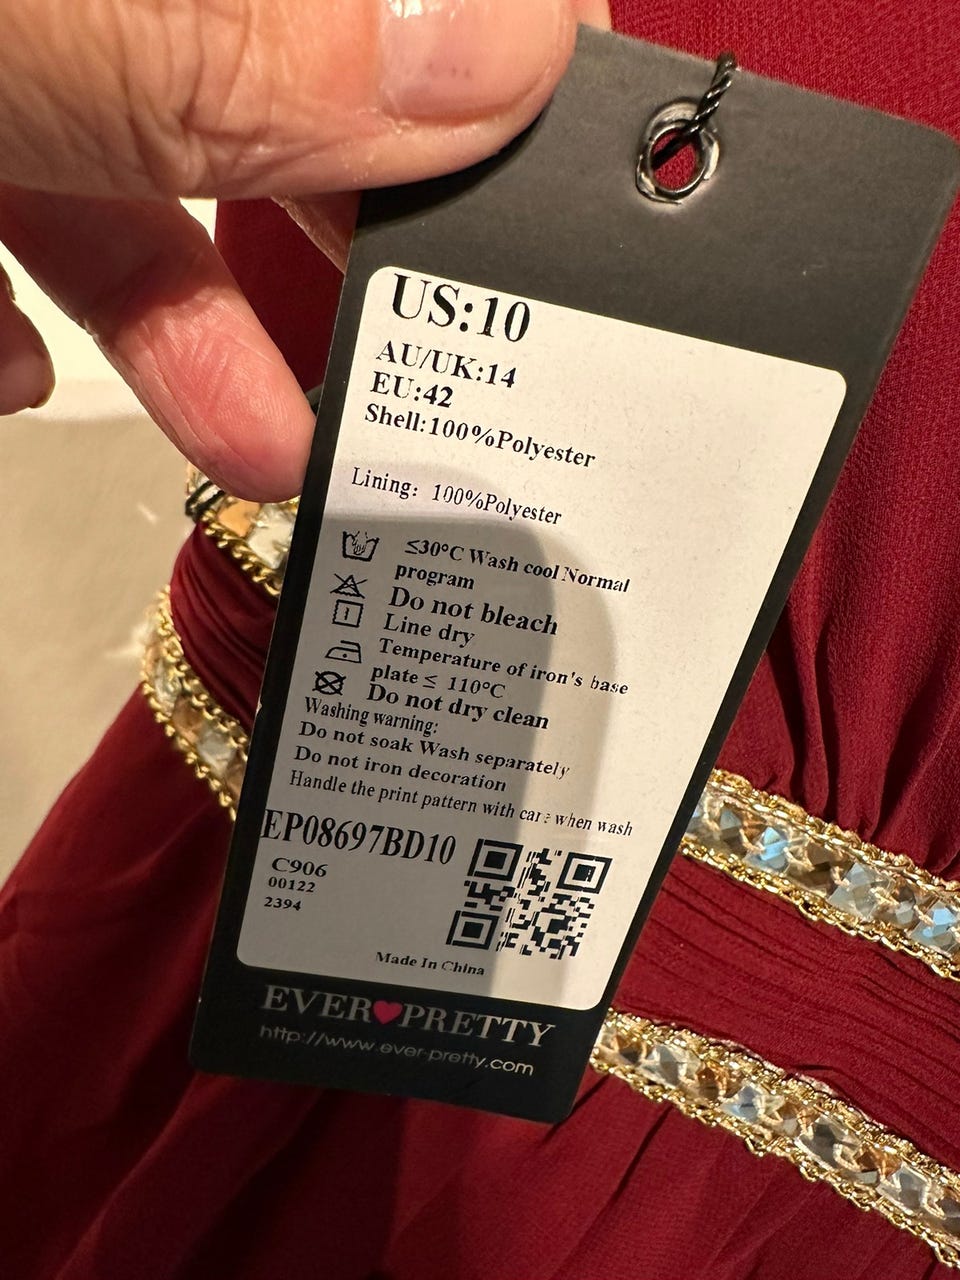 US:10
AU/UK:14
EU:42
Shell:100%Polyester
Lining: 100%Polyester
≤30°C Wash cool Normal
program
Do not bleach
Line dry
Temperature of iron's base
plate ≤ 110°C
Do not dry clean
Washing warning:
Do not soak Wash separately
Do not iron decoration
Handle the print pattern with care when wash
EP08697BD10
C906
00122
2394
Made In China
EVER♥PRETTY
http://www.ever-pretty.com